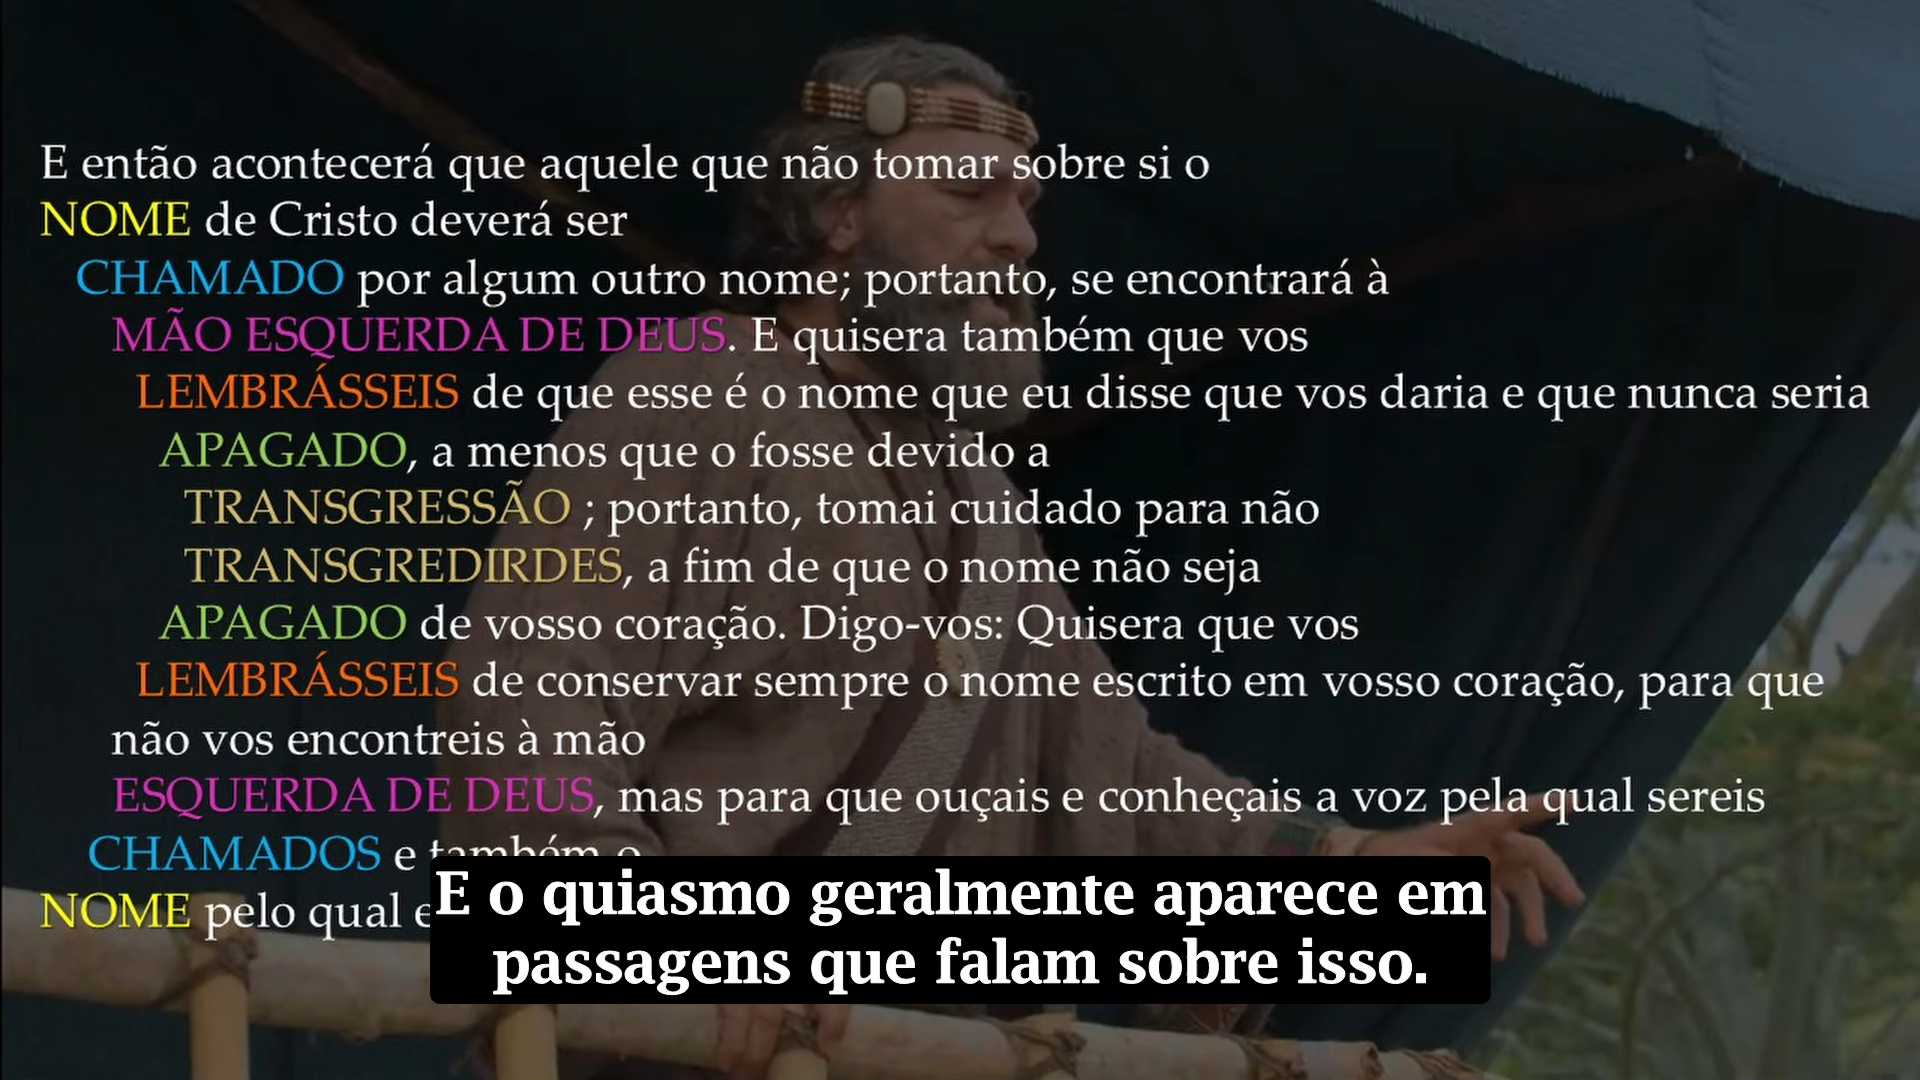 E então acontecerá que aquele que não tomar sobre si o
NOME de Cristo deverá ser
CHAMADO por algum outro nome; portanto, se encontrará à
MÃO ESQUERDA DE DEUS. E quisera também que vos
LEMBRÁSSEIS de que esse é o nome que eu disse que vos daria e que nunca seria
APAGADO, a menos que o fosse devido a
TRANSGRESSÃO ; portanto, tomai cuidado para não
TRANSGREDIRDES, a fim de que o nome não seja
APAGADO de vosso coração. Digo-vos: Quisera que vos
LEMBRÁSSEIS de conservar sempre o nome escrito em vosso coração, para que
não vos encontreis à mão
ESQUERDA DE DEUS, mas para que ouçais e conheçais a voz pela qual sereis
CHAMADOS e também o
NOME pelo qual
E o quiasmo geralmente aparece em
passagens que falam sobre isso.